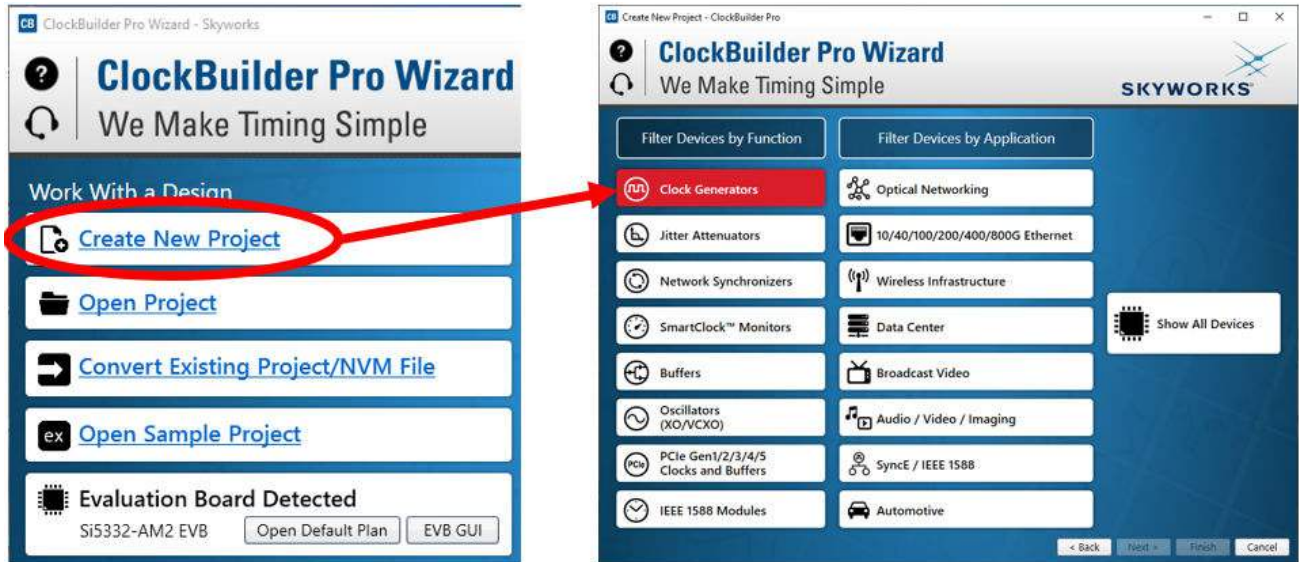 CB ClockBuilder Pro Wizard - Skyworks
?
ClockBuilder Pro Wizard
We Make Timing Simple
Work With a Design
Create New Project
Open Project
Convert Existing Project/NVM File
ex Open Sample Project
Evaluation Board Detected
Si5332-AM2 EVB
Open Default Plan
EVB GUI
CB Create New Project - ClockBuilder Pro
?
ClockBuilder Pro Wizard
We Make Timing Simple
SKYWORKS
Filter Devices by Function
Clock Generators
Jitter Attenuators
Network Synchronizers
SmartClock™ Monitors
Buffers
Oscillators
(XO/VCXO)
PCIe
PCIe Gen1/2/3/4/5
Clocks and Buffers
IEEE 1588 Modules
Filter Devices by Application
Optical Networking
10/40/100/200/400/800G Ethernet
Wireless Infrastructure
Data Center
Broadcast Video
Audio / Video / Imaging
SyncE / IEEE 1588
Automotive
Show All Devices
< Back
Next >
Finish
Cancel